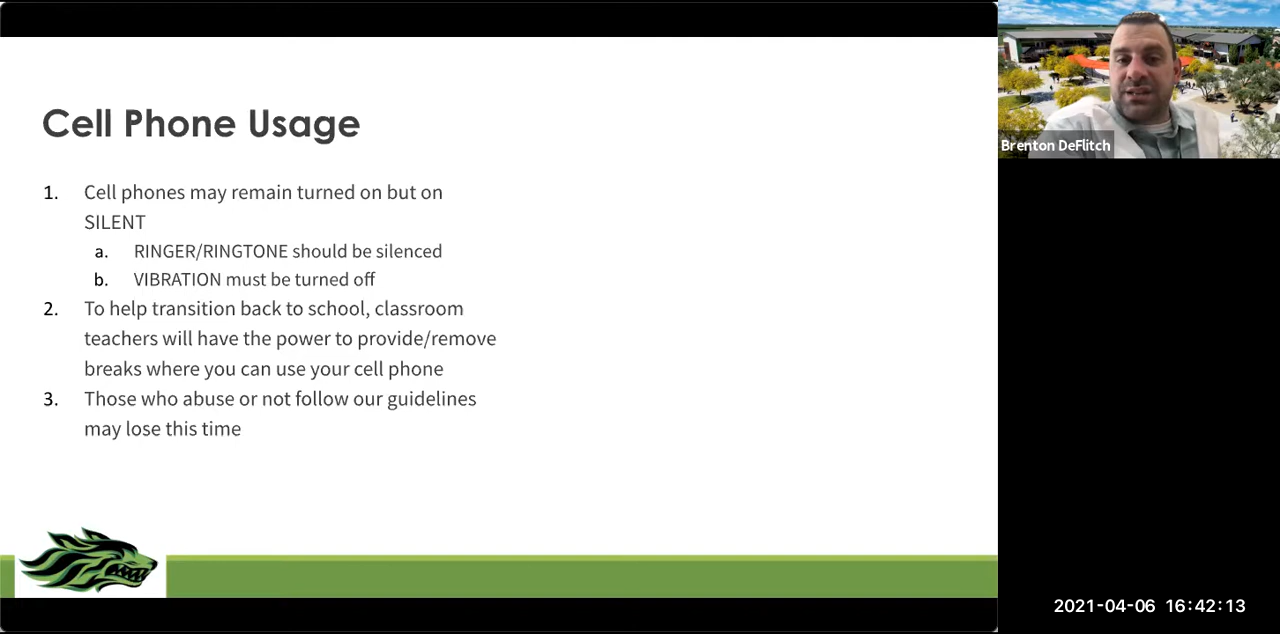 Cell Phone Usage
1. Cell phones may remain turned on but on
SILENT
a. RINGER/RINGTONE should be silenced
b. VIBRATION must be turned off
2. To help transition back to school, classroom
teachers will have the power to provide/remove
breaks where you can use your cell phone
3. Those who abuse or not follow our guidelines
may lose this time
Brenton DeFlitch
2021-04-06 16:42:13